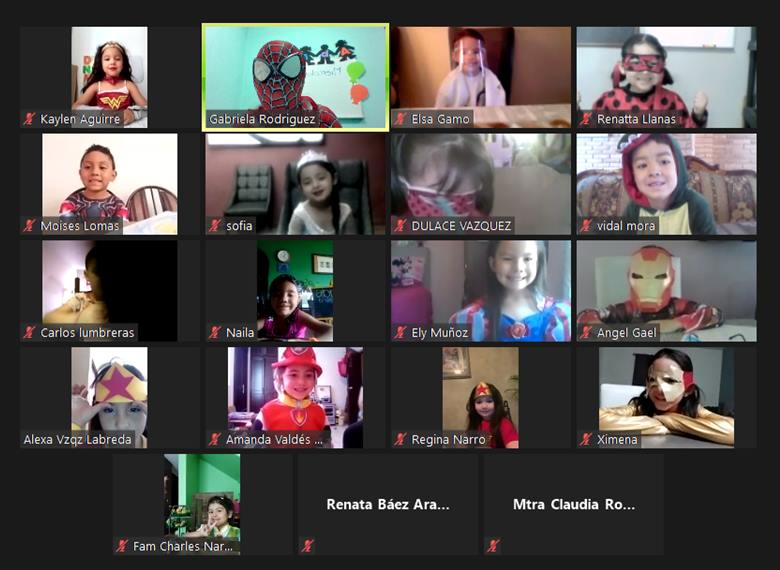 Kaylen Aguirre
Gabriela Rodriguez
Elsa Gamo
Renatta Llanas
Moises Lomas
sofia
DULACE VAZQUEZ
vidal mora
Carlos lumbreras
Naila
Ely Muñoz
Angel Gael
Alexa Vzqz Labreda
Amanda Valdés ...
Regina Narro
Ximena
Fam Charles Nar...
Renata Báez Ara...
Mtra Claudia Ro...